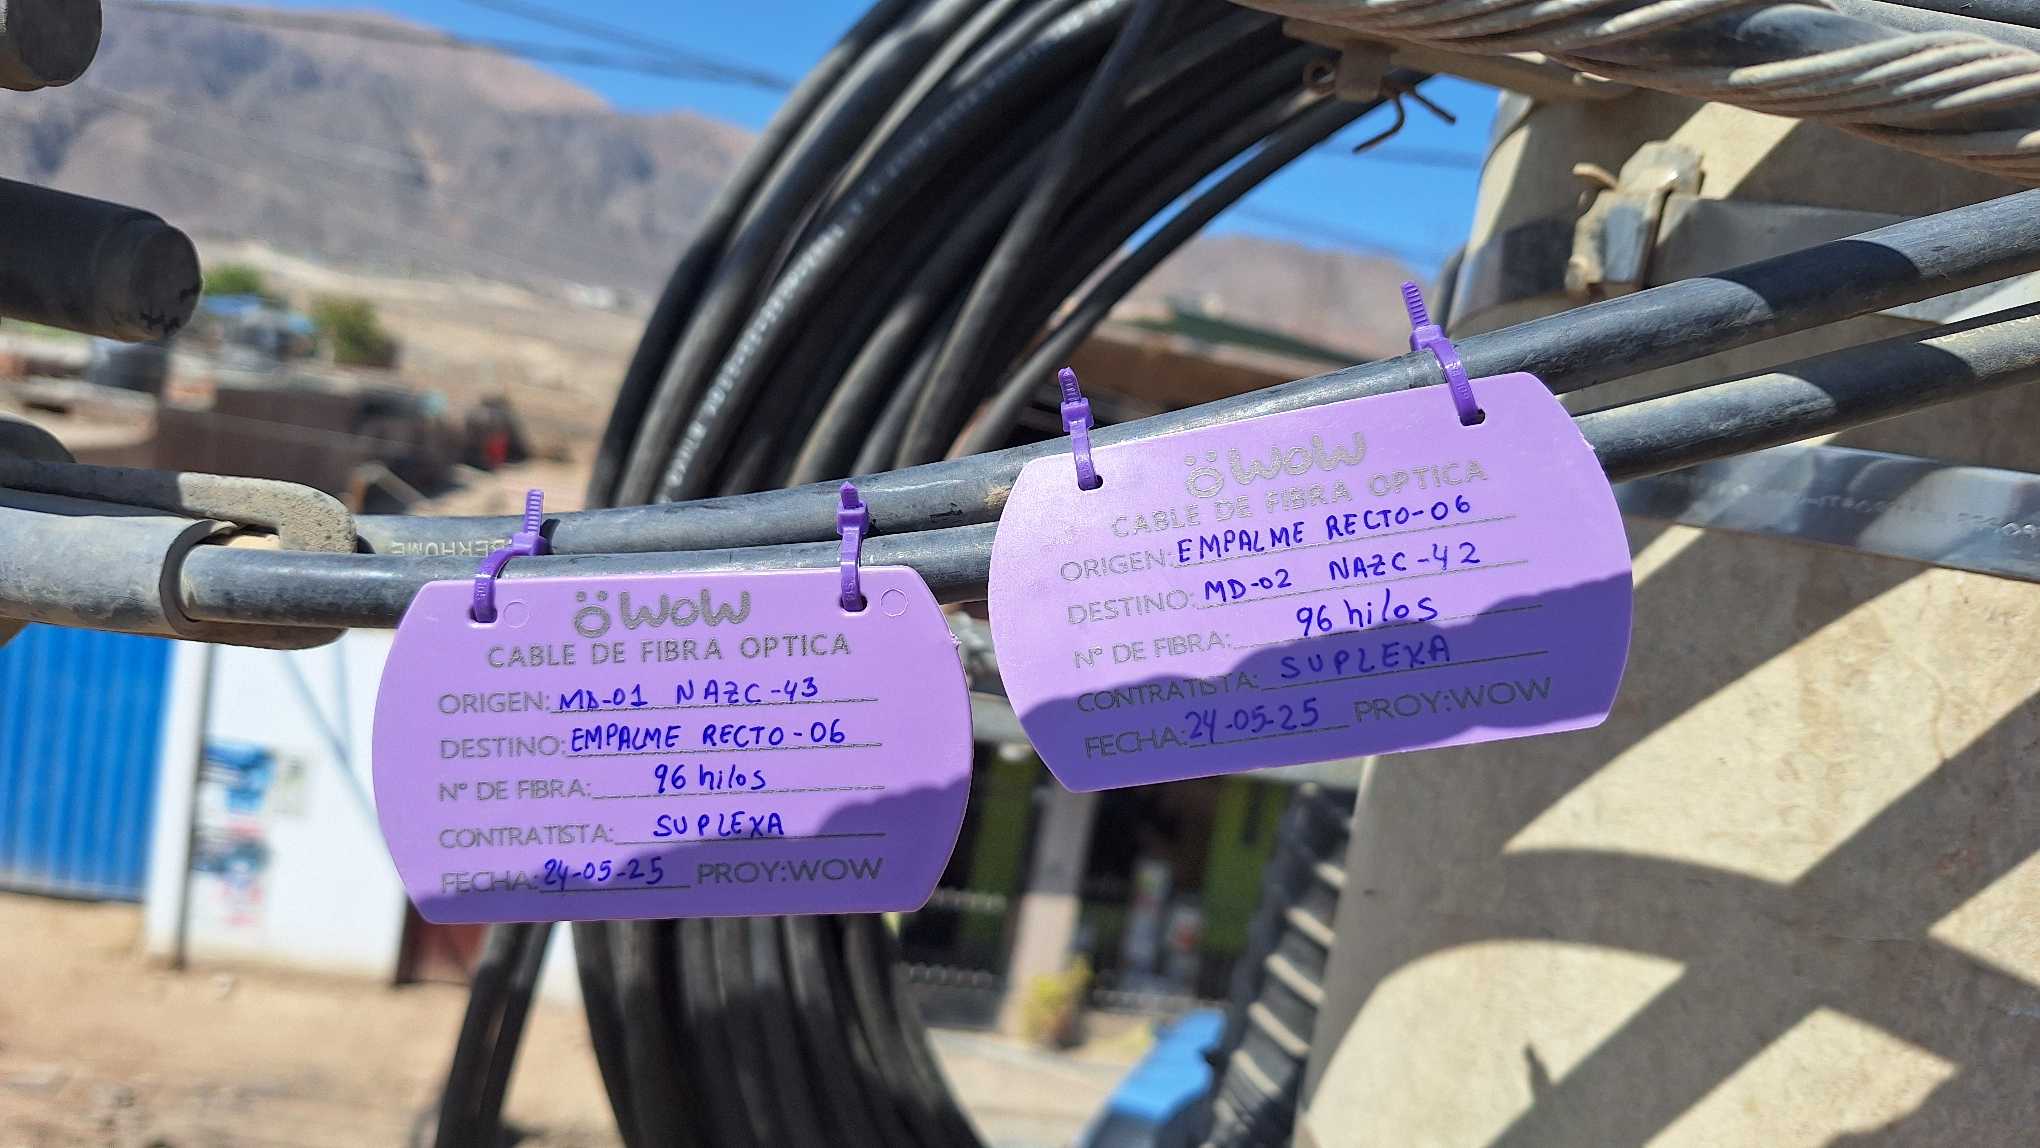 WOW
CABLE DE FIBRA OPTICA
ORIGEN: MD-01 NAZC-43
DESTINO: EMPALME RECTO-06
N° DE FIBRA: 96 hilos
CONTRATISTA: SUPLEXA
FECHA: 24-05-25 PROY:WOW
WOW
CABLE DE FIBRA OPTICA
ORIGEN: EMPALME RECTO-06
DESTINO: MD-02 NAZC-42
N° DE FIBRA: 96 hilos
CONTRATISTA: SUPLEXA
FECHA: 24-05-25 PROY:WOW